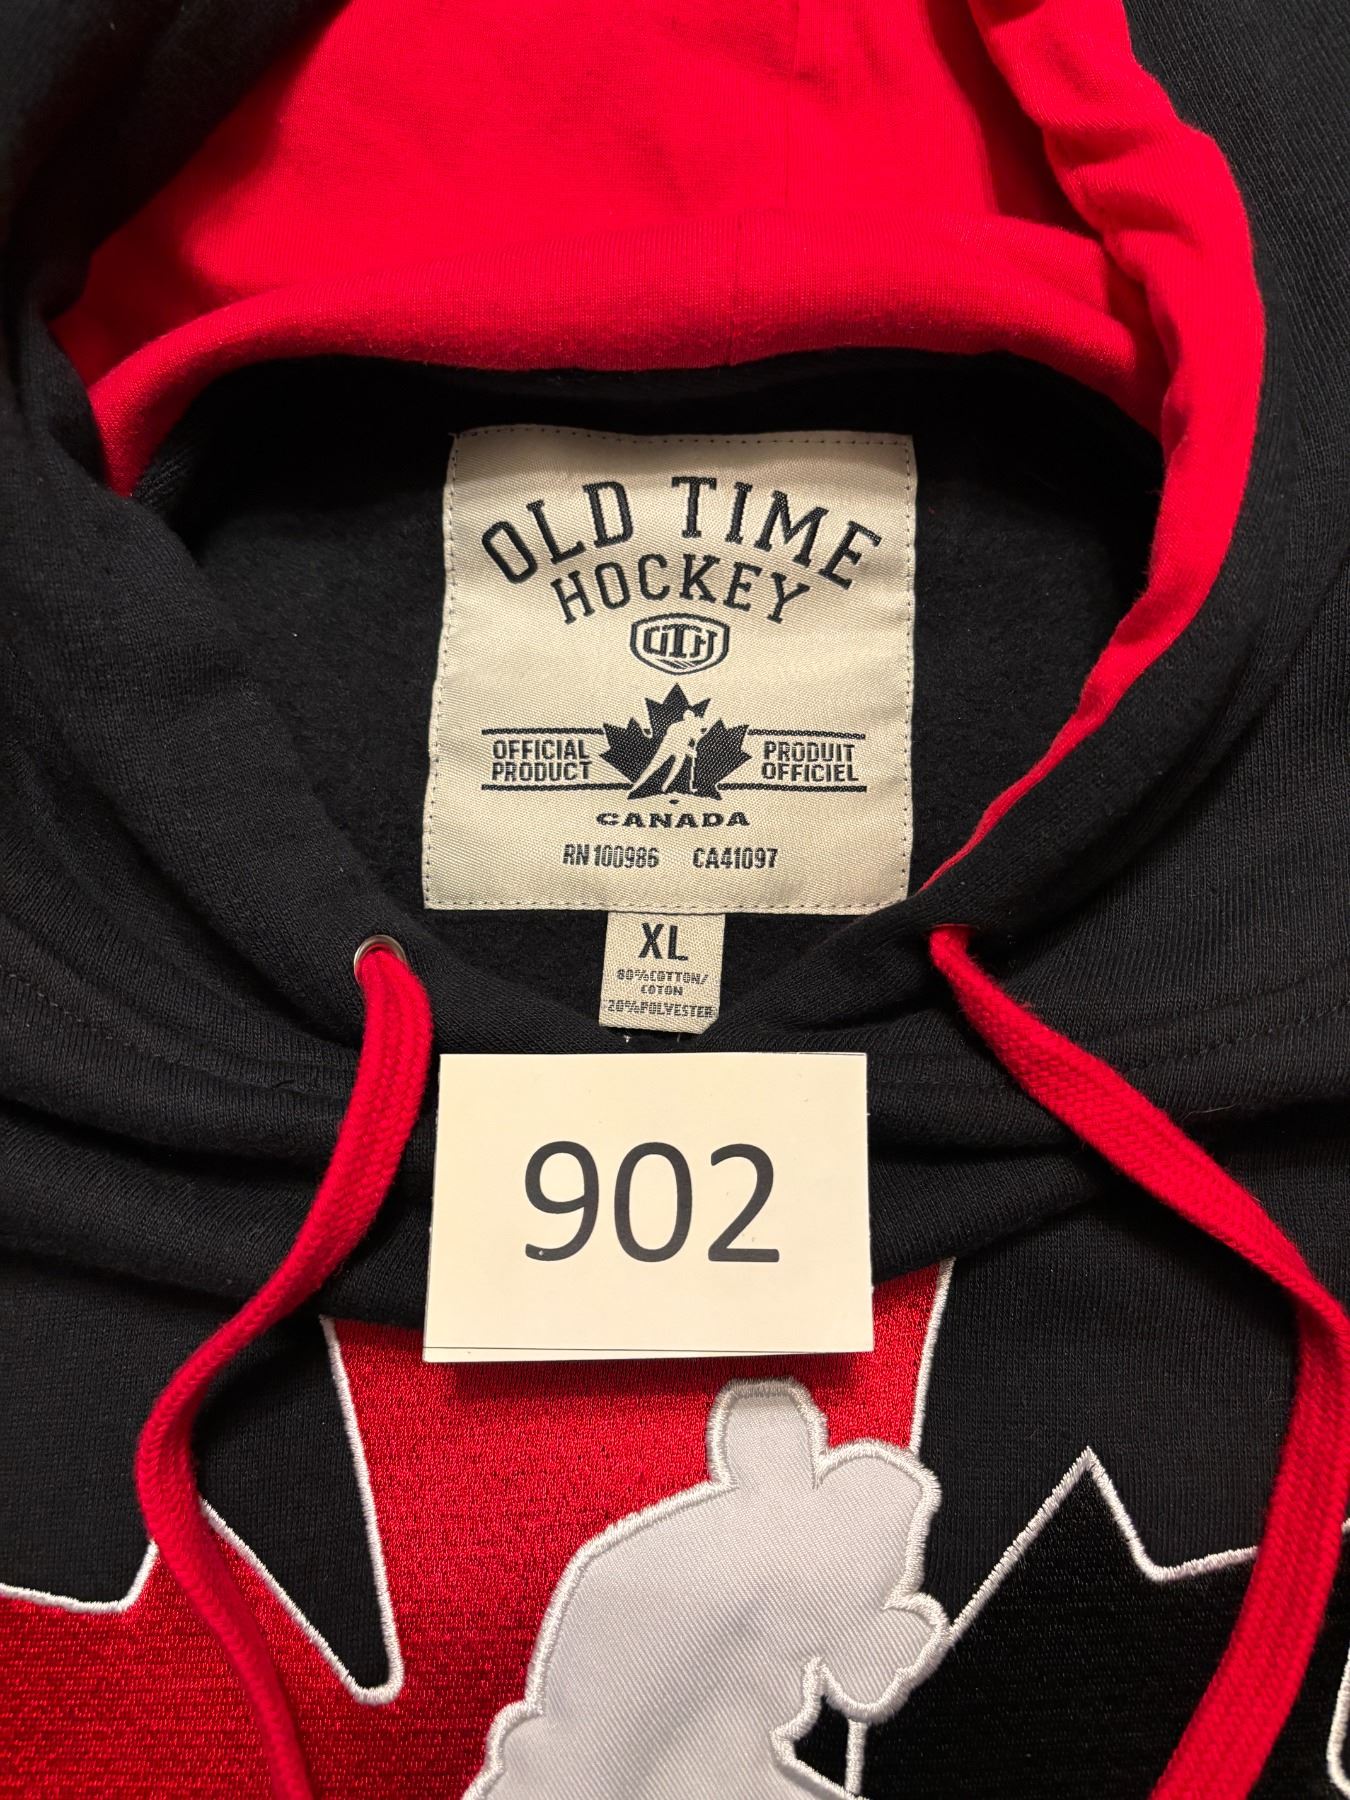 OLD TIME
HOCKEY
OTH
OFFICIAL PRODUCT
PRODUIT OFFICIEL
CANADA
RN 100986 CA41097
XL
80%COTTON/
COTON
20%POLYESTER
902